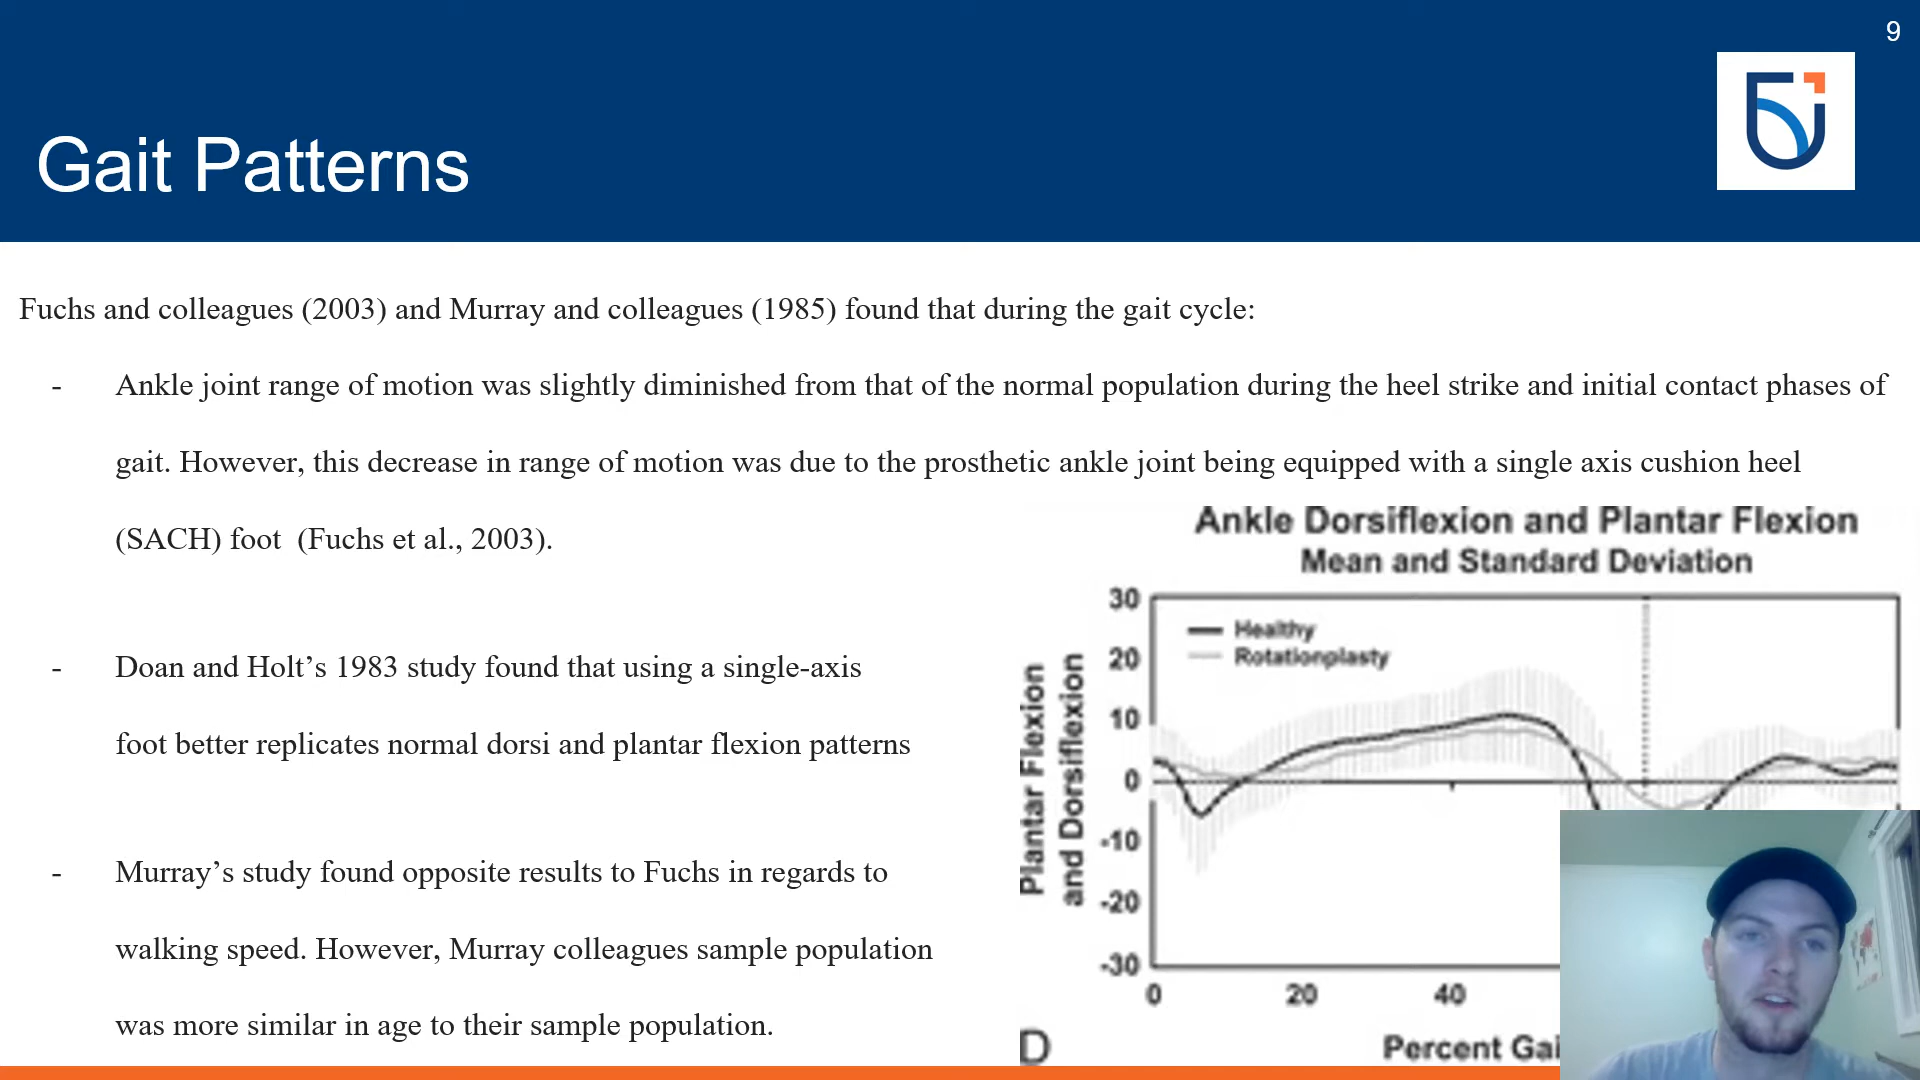 9
Gait Patterns
Fuchs and colleagues (2003) and Murray and colleagues (1985) found that during the gait cycle:
- Ankle joint range of motion was slightly diminished from that of the normal population during the heel strike and initial contact phases of
gait. However, this decrease in range of motion was due to the prosthetic ankle joint being equipped with a single axis cushion heel
(SACH) foot (Fuchs et al., 2003).
- Doan and Holt’s 1983 study found that using a single-axis
foot better replicates normal dorsi and plantar flexion patterns
- Murray’s study found opposite results to Fuchs in regards to
walking speed. However, Murray colleagues sample population
was more similar in age to their sample population.
Ankle Dorsiflexion and Plantar Flexion
Mean and Standard Deviation
Healthy
Rotationplasty
Plantar Flexion
and Dorsiflexion
30
20
10
0
-10
-20
-30
0 20 40
Percent Gai
D